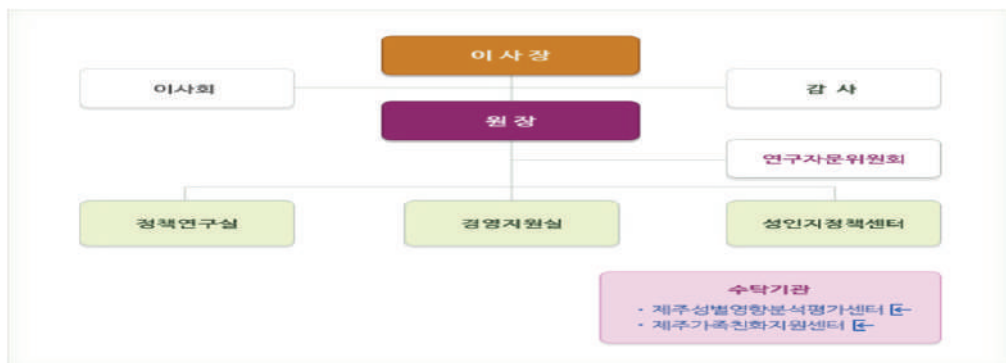 이 사 장
이사회
감 사
원 장
연구자문위원회
정책연구실
경영지원실
성인지정책센터
수탁기관
· 제주성별영향분석평가센터
· 제주가족친화지원센터